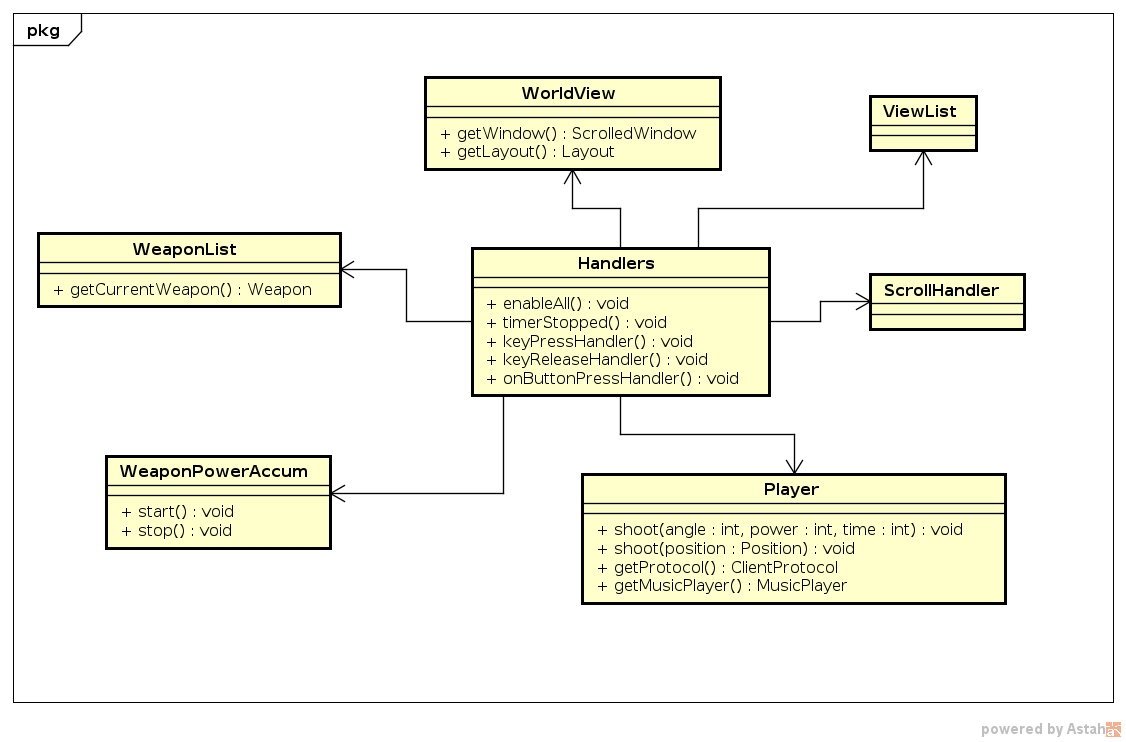 pkg
WorldView
+ getWindow() : ScrolledWindow
+ getLayout() : Layout
ViewList
WeaponList
+ getCurrentWeapon() : Weapon
Handlers
+ enableAll() : void
+ timerStopped() : void
+ keyPressHandler() : void
+ keyReleaseHandler() : void
+ onButtonPressHandler() : void
ScrollHandler
WeaponPowerAccum
+ start() : void
+ stop() : void
Player
+ shoot(angle : int, power : int, time : int) : void
+ shoot(position : Position) : void
+ getProtocol() : ClientProtocol
+ getMusicPlayer() : MusicPlayer
powered by Astah